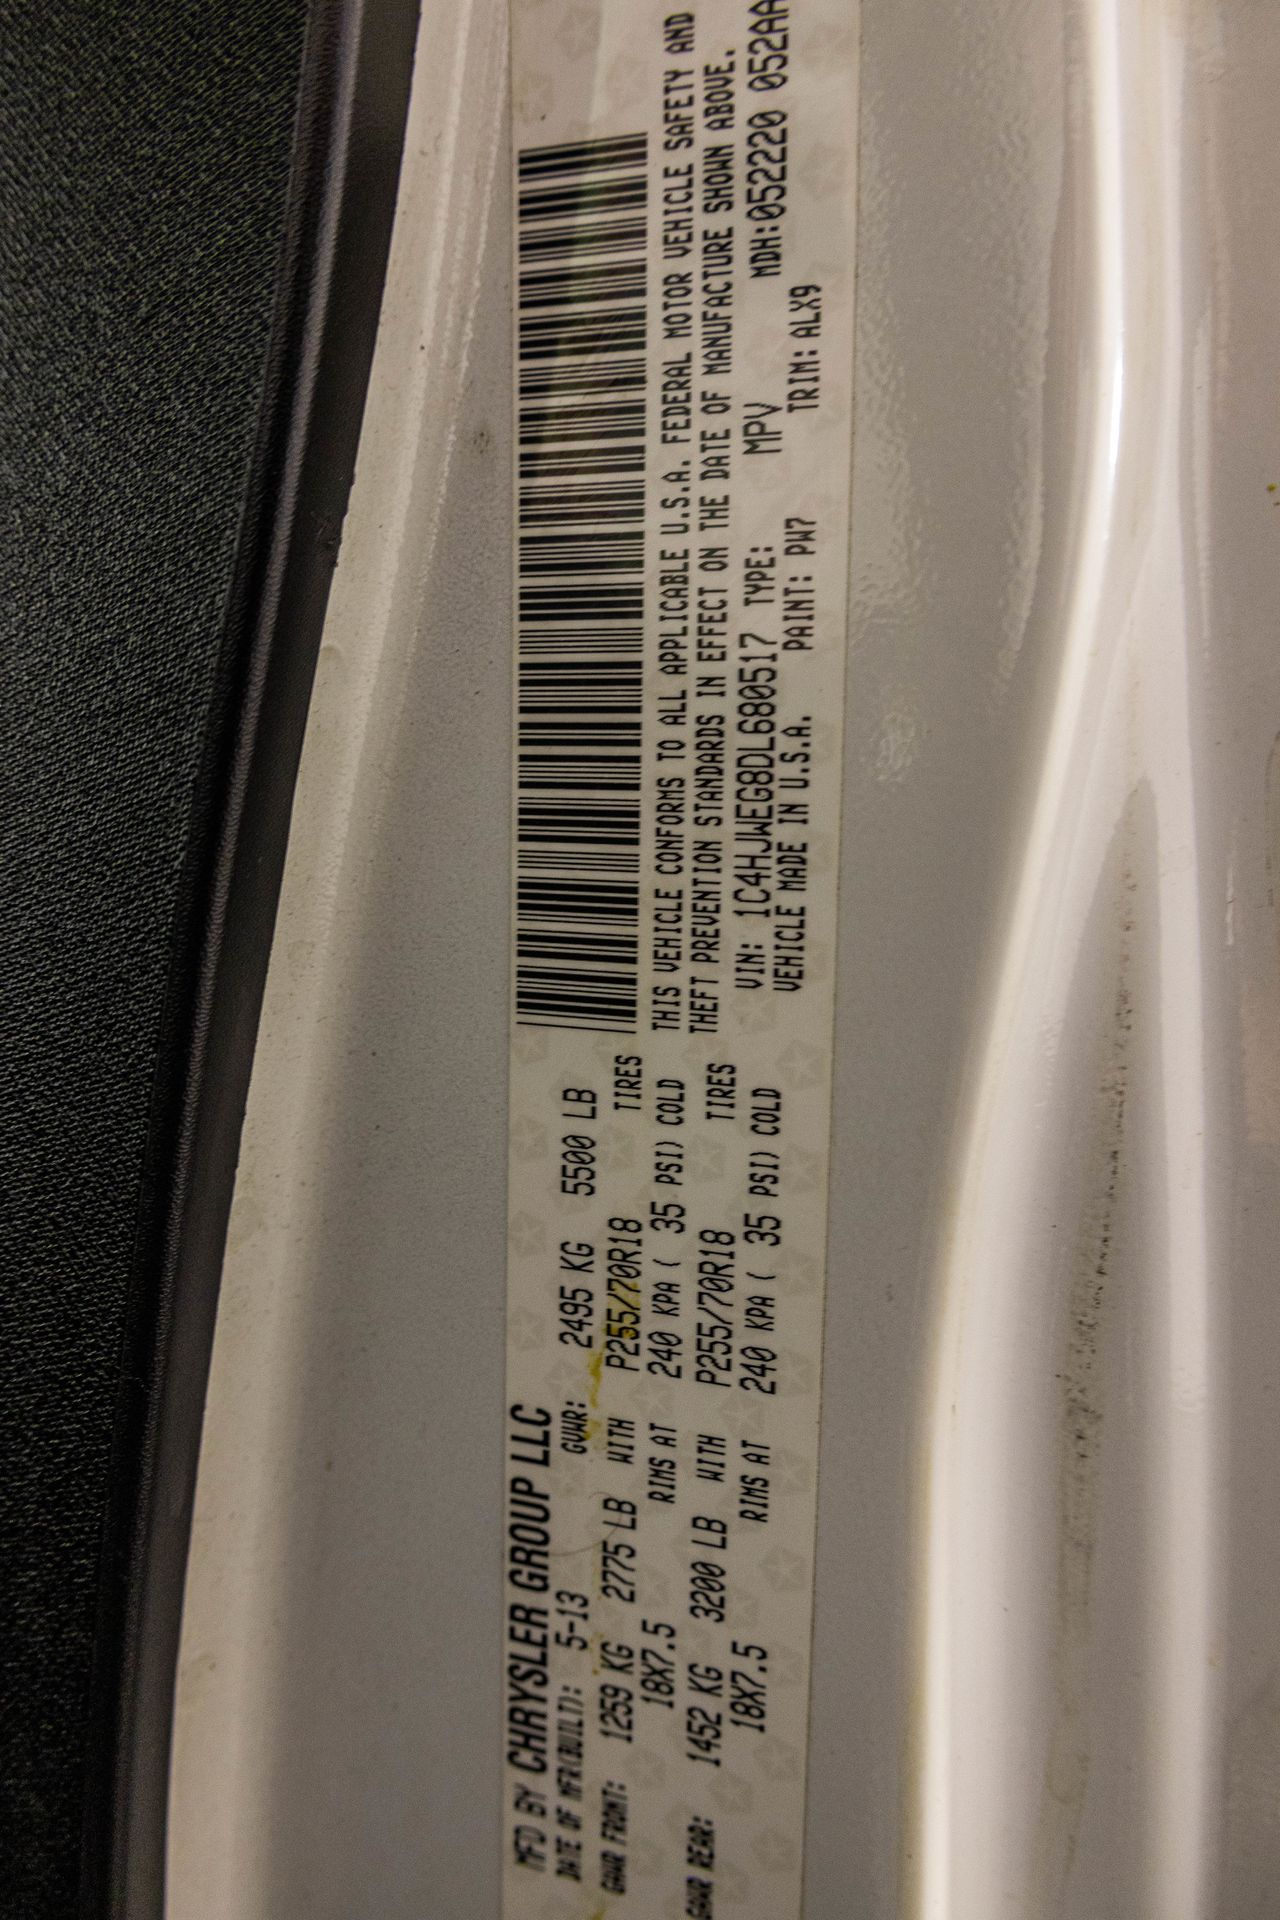 MFD BY CHRYSLER GROUP LLC
DATE OF MFR(BUILT): 5-13 GVWR: 2495 KG 5500 LB
GAWR FRONT: 1259 KG 2775 LB WITH P255/70R18 TIRES
18X7.5 RIMS AT 240 KPA ( 35 PSI) COLD
GAWR REAR: 1452 KG 3200 LB WITH P255/70R18 TIRES
18X7.5 RIMS AT 240 KPA ( 35 PSI) COLD
THIS VEHICLE CONFORMS TO ALL APPLICABLE U.S.A. FEDERAL MOTOR VEHICLE SAFETY AND
THEFT PREVENTION STANDARDS IN EFFECT ON THE DATE OF MANUFACTURE SHOWN ABOVE.
VIN: 1C4HJWEG8DL680517 TYPE: MPV MDH:052220 052AA
VEHICLE MADE IN U.S.A. PAINT: PW7 TRIM: ALX9